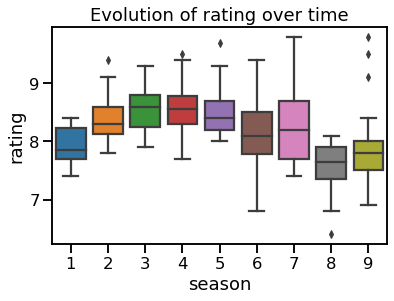 Evolution of rating over time
9
8
7
rating
1 2 3 4 5 6 7 8 9
season